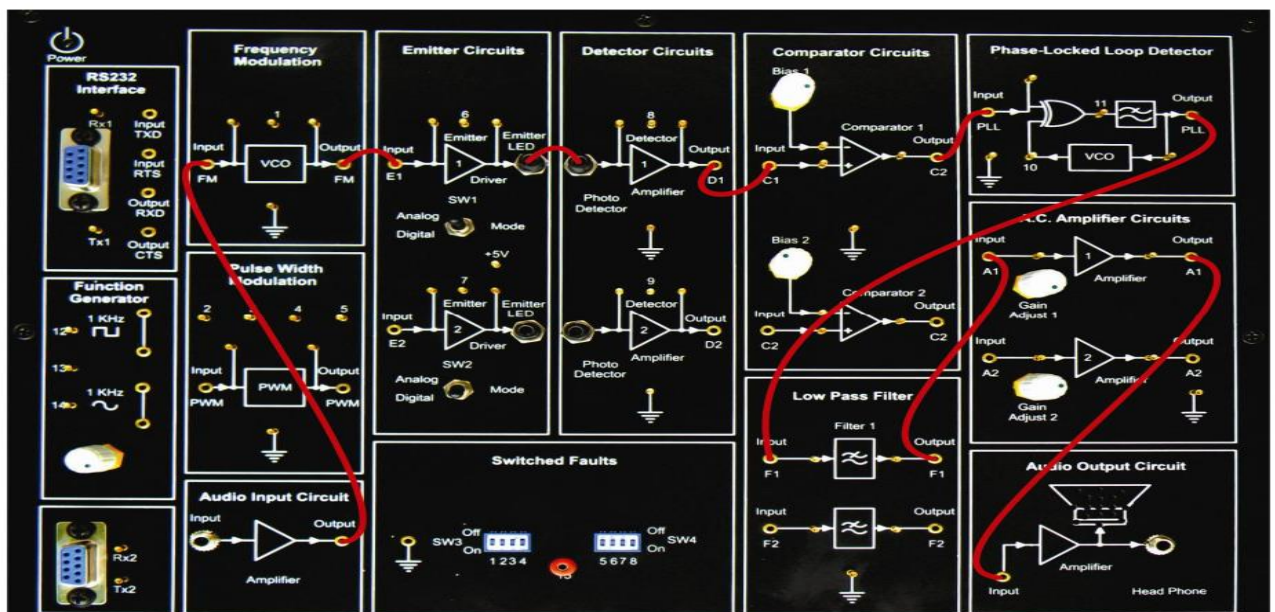 Power
RS232
Interface
Rx1
Input
TXD
Input
RTS
Output
RXD
Tx1
Output
CTS
Function
Generator
1 KHz
12
13
1 KHz
14
Rx2
Tx2
Frequency
Modulation
1
Input
Output
VCO
FM
FM
Pulse Width
Modulation
2
3
4
5
Input
Output
PWM
PWM
PWM
Audio Input Circuit
Input
Output
Amplifier
Emitter Circuits
6
Input
Emitter
Emitter
LED
1
E1
Driver
SW1
Analog
Digital
Mode
+5V
7
Input
Emitter
Emitter
LED
2
E2
Driver
SW2
Analog
Digital
Mode
Detector Circuits
8
Detector
Output
1
D1
Photo
Detector
Amplifier
9
Detector
Output
2
D2
Photo
Detector
Amplifier
Switched Faults
SW3
Off
On
1 2 3 4
Off
On
SW4
5 6 7 8
Comparator Circuits
Bias 1
Comparator 1
Input
Output
C1
C2
Bias 2
Comparator 2
Input
Output
C2
C2
Low Pass Filter
Filter 1
Input
Output
F1
F1
F2
F2
Phase-Locked Loop Detector
Input
11
Output
PLL
PLL
10
VCO
A.C. Amplifier Circuits
Input
Output
1
A1
Amplifier
A1
Gain
Adjust 1
2
A2
Amplifier
A2
Gain
Adjust 2
Audio Output Circuit
Input
Amplifier
Head Phone